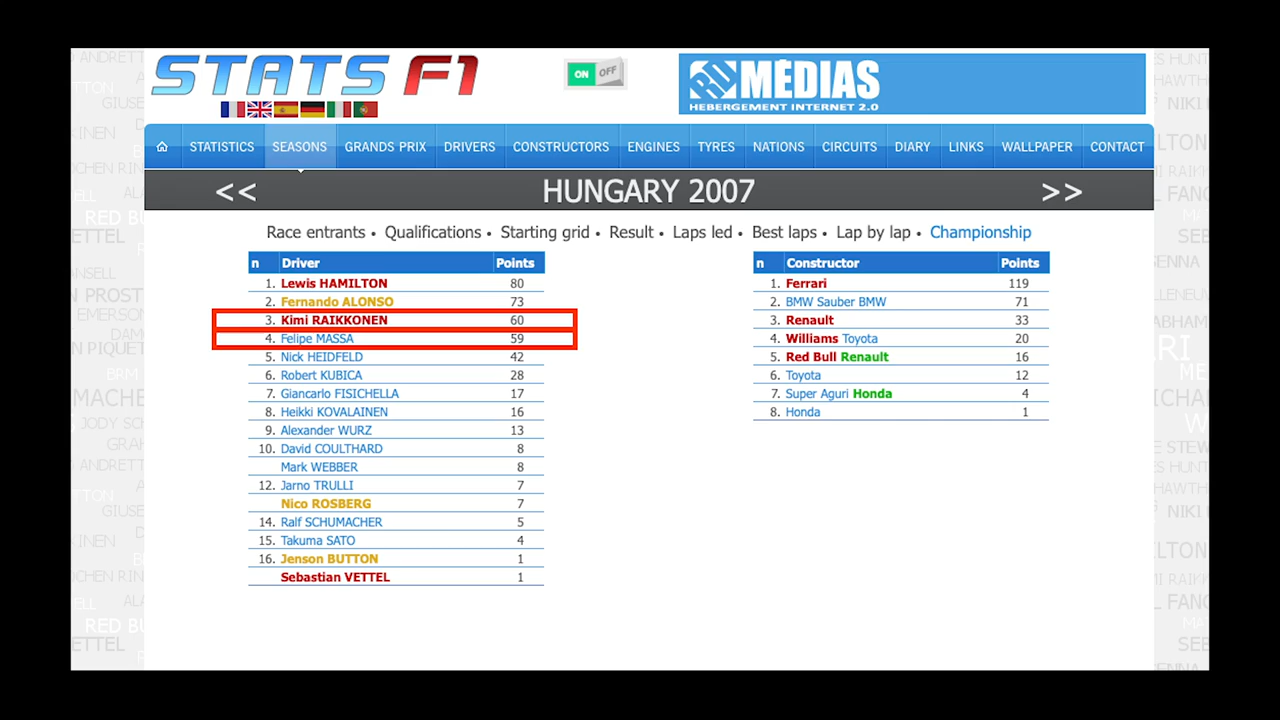 STATS F1
ON OFF
MÉDIAS
HEBERGEMENT INTERNET 2.0
STATISTICS SEASONS GRANDS PRIX DRIVERS CONSTRUCTORS ENGINES TYRES NATIONS CIRCUITS DIARY LINKS WALLPAPER CONTACT
<< HUNGARY 2007 >>
Race entrants • Qualifications • Starting grid • Result • Laps led • Best laps • Lap by lap • Championship
n Driver Points
1. Lewis HAMILTON 80
2. Fernando ALONSO 73
3. Kimi RAIKKONEN 60
4. Felipe MASSA 59
5. Nick HEIDFELD 42
6. Robert KUBICA 28
7. Giancarlo FISICHELLA 17
8. Heikki KOVALAINEN 16
9. Alexander WURZ 13
10. David COULTHARD 8
Mark WEBBER 8
12. Jarno TRULLI 7
Nico ROSBERG 7
14. Ralf SCHUMACHER 5
15. Takuma SATO 4
16. Jenson BUTTON 1
Sebastian VETTEL 1
n Constructor Points
1. Ferrari 119
2. BMW Sauber BMW 71
3. Renault 33
4. Williams Toyota 20
5. Red Bull Renault 16
6. Toyota 12
7. Super Aguri Honda 4
8. Honda 1